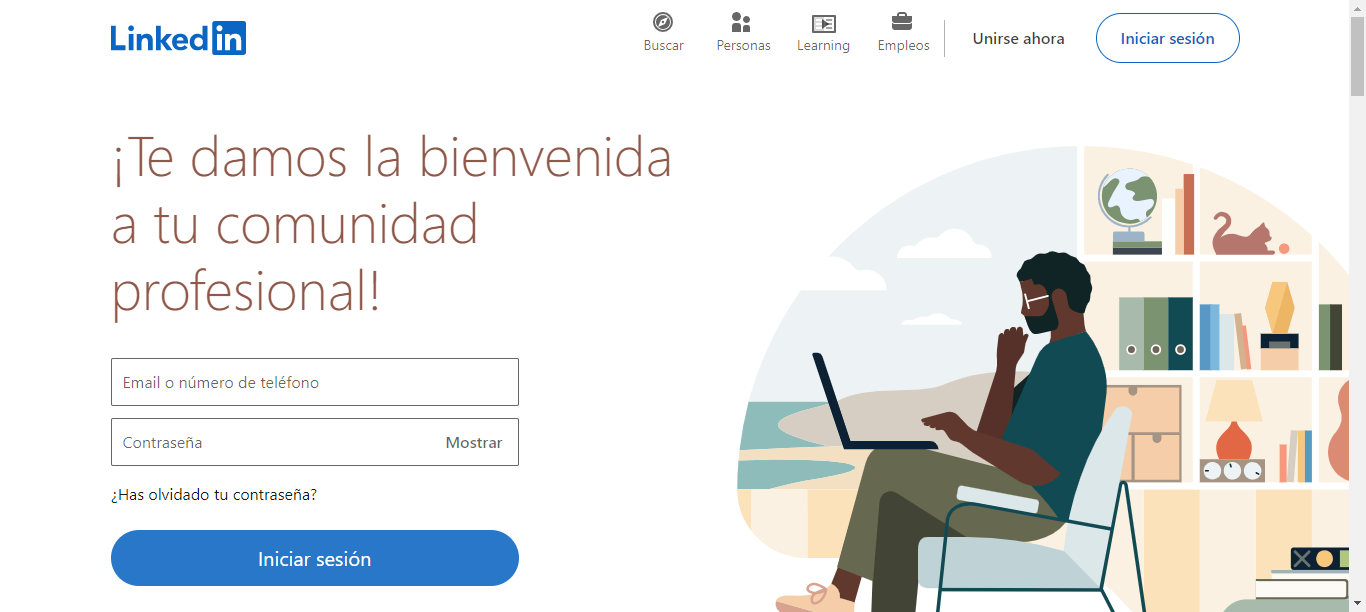 LinkedIn
Buscar
Personas
Learning
Empleos
Unirse ahora
Iniciar sesión
¡Te damos la bienvenida
a tu comunidad
profesional!
Email o número de teléfono
Contraseña Mostrar
¿Has olvidado tu contraseña?
Iniciar sesión